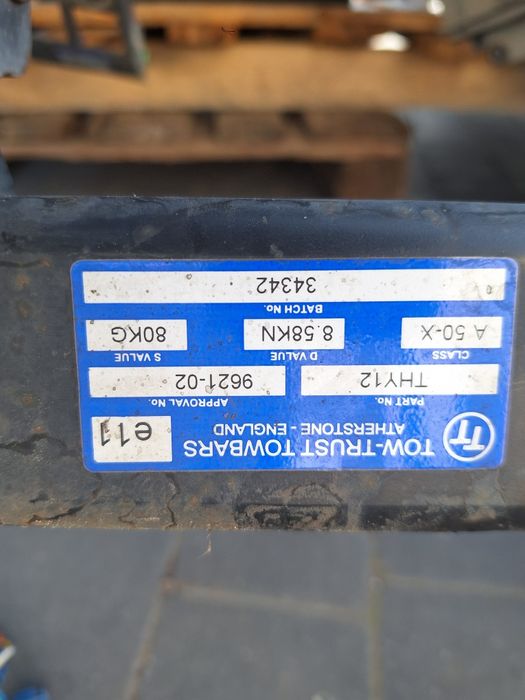 TT
TOW-TRUST TOWBARS
ATHERSTONE - ENGLAND
e11
PART No.
APPROVAL No.
THY12
9621-02
CLASS
D VALUE
S VALUE
A 50-X
8.58KN
80KG
BATCH No.
34342